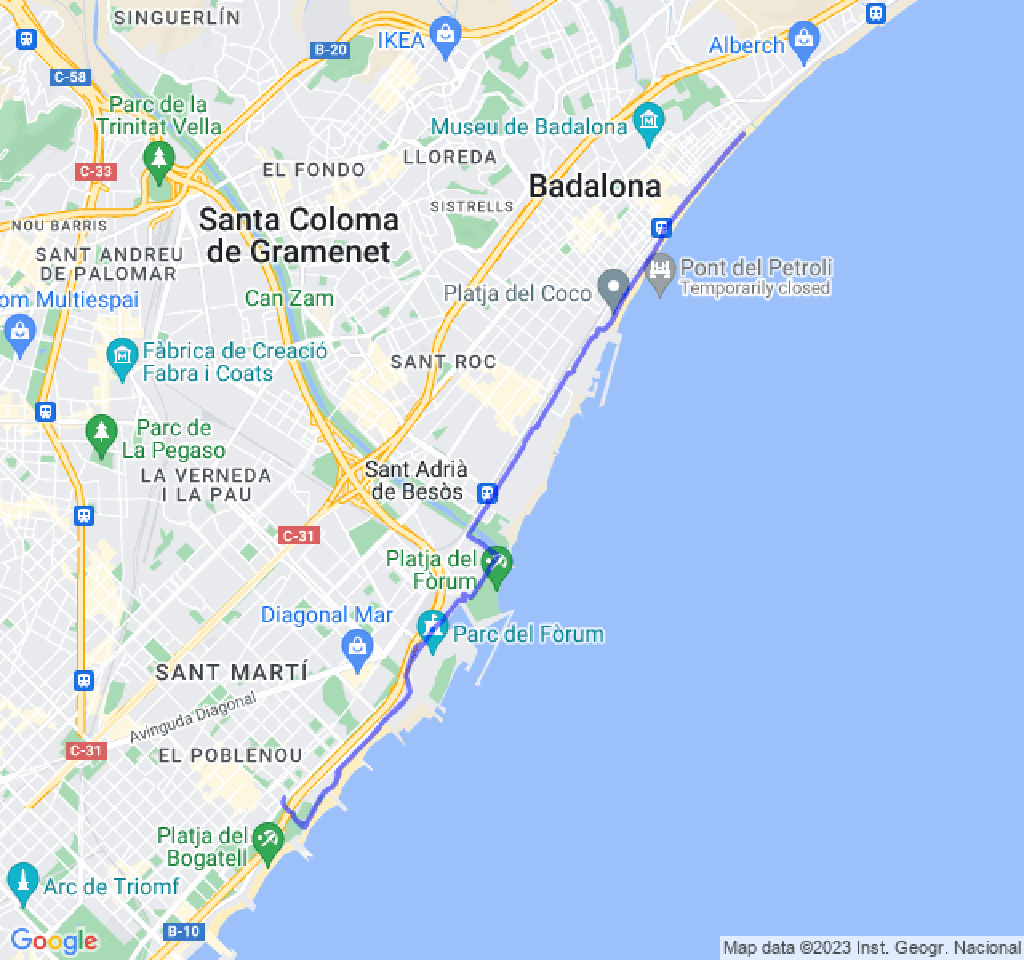 SINGUERLÍN
IKEA
B-20
Alberch
C-58
Parc de la
Trinitat Vella
Museu de Badalona
LLOREDA
EL FONDO
C-33
Badalona
SISTRELLS
Santa Coloma
de Gramenet
NOU BARRIS
SANT ANDREU
DE PALOMAR
Pont del Petroli
Temporarily closed
Platja del Coco
om Multiespai
Can Zam
Fàbrica de Creació
Fabra i Coats
SANT ROC
Parc de
La Pegaso
LA VERNEDA
I LA PAU
Sant Adrià
de Besòs
C-31
Platja del
Fòrum
Diagonal Mar
Parc del Fòrum
SANT MARTÍ
Avinguda Diagonal
C-31
EL POBLENOU
Platja del
Bogatell
Arc de Triomf
B-10
Google
Map data ©2023 Inst. Geogr. Nacional